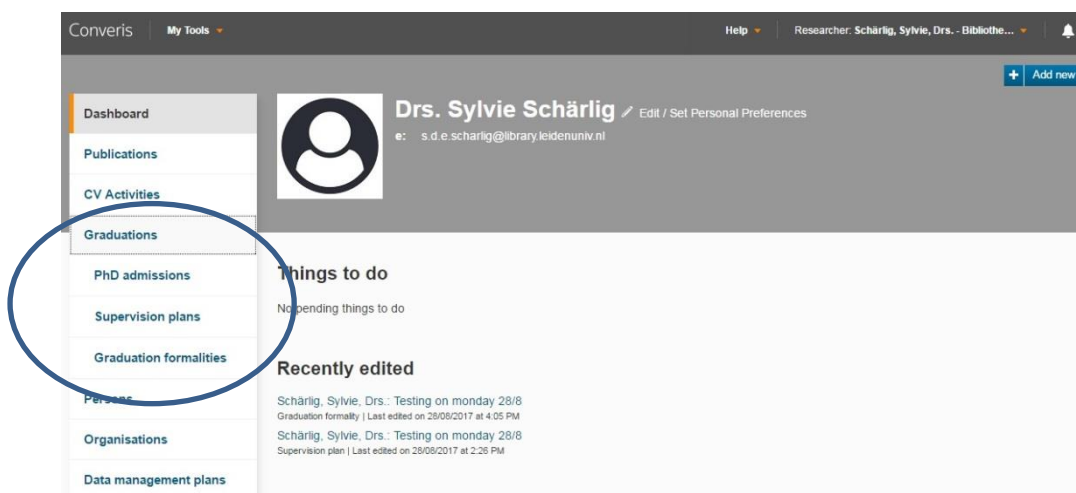 Converis My Tools Help Researcher: Schärlig, Sylvie, Drs. - Bibliothe...
+ Add new
Dashboard
Publications
CV Activities
Graduations
PhD admissions
Supervision plans
Graduation formalities
Persons
Organisations
Data management plans
Drs. Sylvie Schärlig Edit / Set Personal Preferences
e: s.d.e.scharlig@library.leidenuniv.nl
Things to do
No pending things to do
Recently edited
Schärlig, Sylvie, Drs.: Testing on monday 28/8
Graduation formality | Last edited on 28/08/2017 at 4:05 PM
Schärlig, Sylvie, Drs.: Testing on monday 28/8
Supervision plan | Last edited on 28/08/2017 at 2:26 PM